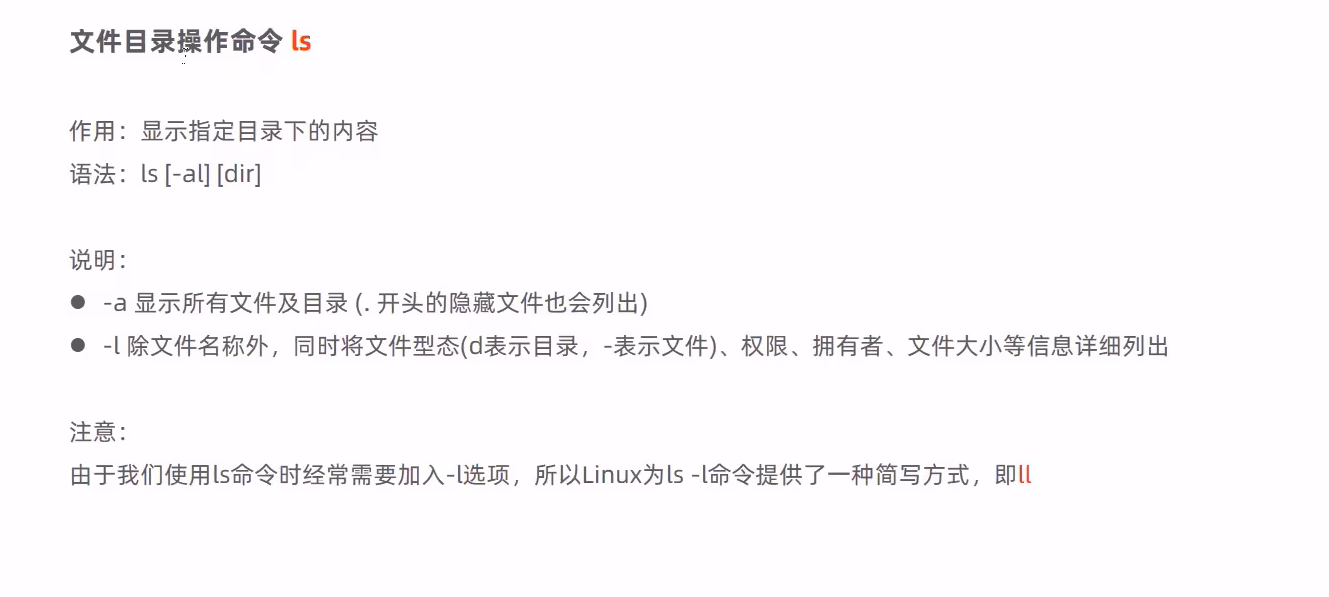 文件目录操作命令 ls
作用：显示指定目录下的内容
语法：ls [-al] [dir]
说明：
● -a 显示所有文件及目录 (. 开头的隐藏文件也会列出)
● -l 除文件名称外，同时将文件型态(d表示目录，-表示文件)、权限、拥有者、文件大小等信息详细列出
注意：
由于我们使用ls命令时经常需要加入-l选项，所以Linux为ls -l命令提供了一种简写方式，即ll